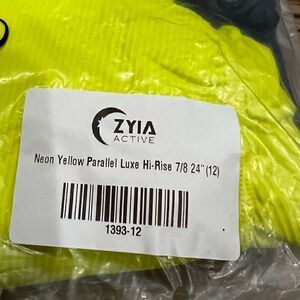 ZYIA
ACTIVE
Neon Yellow Parallel Luxe Hi-Rise 7/8 24"(12)
1393-12